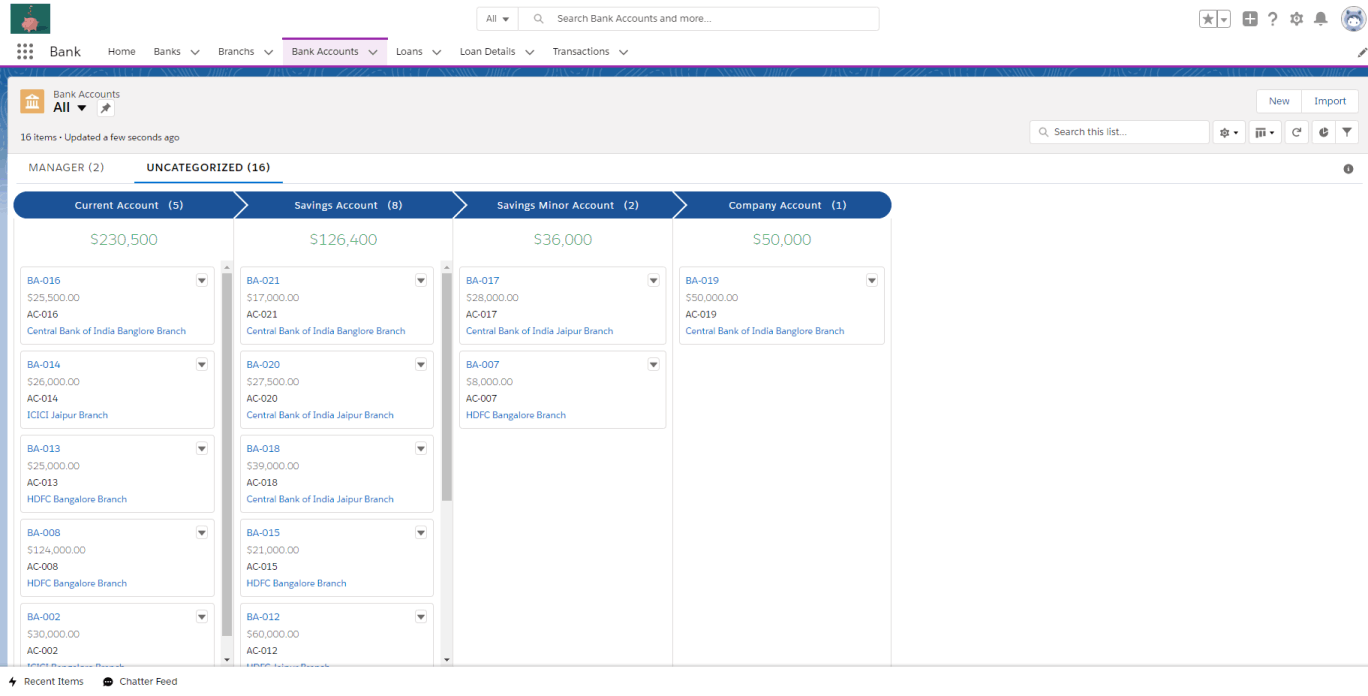 All
Search Bank Accounts and more...
Bank
Home
Banks
Branchs
Bank Accounts
Loans
Loan Details
Transactions
Bank Accounts
All
New
Import
16 items • Updated a few seconds ago
Search this list...
MANAGER (2)
UNCATEGORIZED (16)
Current Account (5)
Savings Account (8)
Savings Minor Account (2)
Company Account (1)
$230,500
$126,400
$36,000
$50,000
BA-016
$25,500.00
AC-016
Central Bank of India Banglore Branch
BA-014
$26,000.00
AC-014
ICICI Jaipur Branch
BA-013
$25,000.00
AC-013
HDFC Bangalore Branch
BA-008
$124,000.00
AC-008
HDFC Bangalore Branch
BA-002
$30,000.00
AC-002
ICICI Bangalore Branch
BA-021
$17,000.00
AC-021
Central Bank of India Banglore Branch
BA-020
$27,500.00
AC-020
Central Bank of India Jaipur Branch
BA-018
$39,000.00
AC-018
Central Bank of India Jaipur Branch
BA-015
$21,000.00
AC-015
HDFC Bangalore Branch
BA-012
$60,000.00
AC-012
HDFC Jaipur Branch
BA-017
$28,000.00
AC-017
Central Bank of India Jaipur Branch
BA-007
$8,000.00
AC-007
HDFC Bangalore Branch
BA-019
$50,000.00
AC-019
Central Bank of India Banglore Branch
Recent Items
Chatter Feed